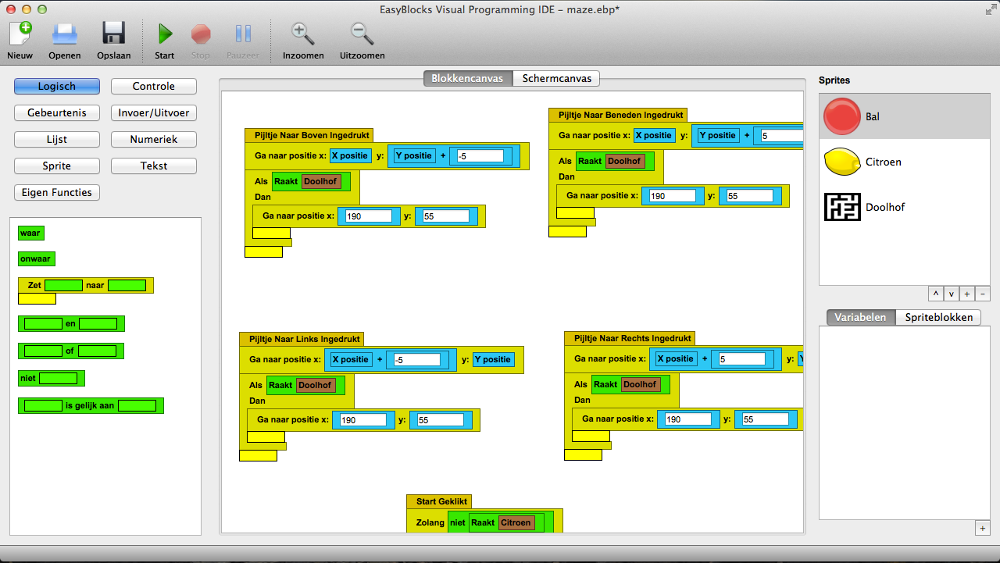 EasyBlocks Visual Programming IDE – maze.ebp*
Nieuw Openen Opslaan Start Stop Pauzeer Inzoomen Uitzoomen
Logisch Controle
Gebeurtenis Invoer/Uitvoer
Lijst Numeriek
Sprite Tekst
Eigen Functies
waar
onwaar
Zet naar
en
of
niet
is gelijk aan
Blokkencanvas Schermcanvas
Pijltje Naar Boven Ingedrukt
Ga naar positie x: X positie y: Y positie + -5
Als Raakt Doolhof
Dan
Ga naar positie x: 190 y: 55
Pijltje Naar Beneden Ingedrukt
Ga naar positie x: X positie y: Y positie + 5
Als Raakt Doolhof
Dan
Ga naar positie x: 190 y: 55
Pijltje Naar Links Ingedrukt
Ga naar positie x: X positie + -5 y: Y positie
Als Raakt Doolhof
Dan
Ga naar positie x: 190 y: 55
Pijltje Naar Rechts Ingedrukt
Ga naar positie x: X positie + 5 y:
Als Raakt Doolhof
Dan
Ga naar positie x: 190 y: 55
Start Geklikt
Zolang niet Raakt Citroen
Sprites
Bal
Citroen
Doolhof
^ v + -
Variabelen Spriteblokken
+